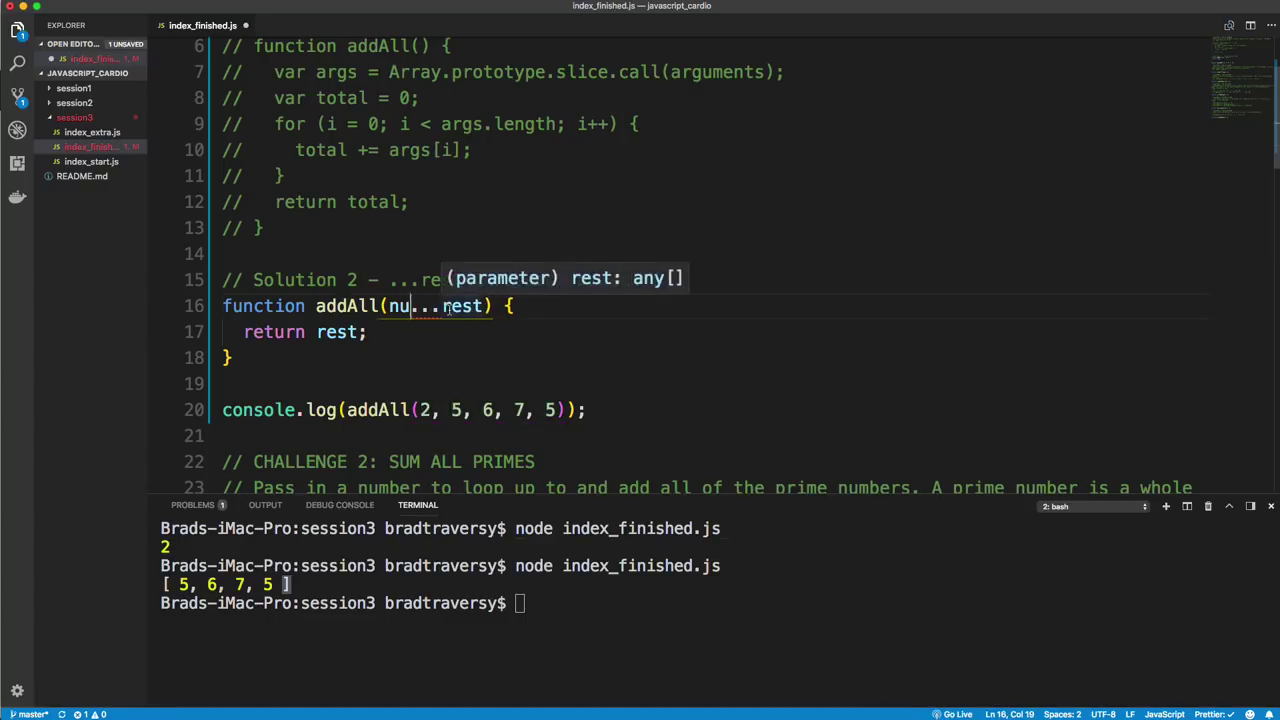 index_finished.js — javascript_cardio
EXPLORER
index_finished.js
OPEN EDITO... 1 UNSAVED
index_finis... 1, M
JAVASCRIPT_CARDIO
session1
session2
session3
index_extra.js
index_finish... 1, M
index_start.js
README.md
6 // function addAll() {
7 //   var args = Array.prototype.slice.call(arguments);
8 //   var total = 0;
9 //   for (i = 0; i < args.length; i++) {
10 //     total += args[i];
11 //   }
12 //   return total;
13 // }
14
15 // Solution 2 - ...re
(parameter) rest: any[]
16 function addAll(nu...rest) {
17   return rest;
18 }
19
20 console.log(addAll(2, 5, 6, 7, 5));
21
22 // CHALLENGE 2: SUM ALL PRIMES
23 // Pass in a number to loop up to and add all of the prime numbers. A prime number is a whole
PROBLEMS 1 OUTPUT DEBUG CONSOLE TERMINAL
2: bash
Brads-iMac-Pro:session3 bradtraversy$ node index_finished.js
2
Brads-iMac-Pro:session3 bradtraversy$ node index_finished.js
[ 5, 6, 7, 5 ]
Brads-iMac-Pro:session3 bradtraversy$
master* 1 0 Go Live Ln 16, Col 19 Spaces: 2 UTF-8 LF JavaScript Prettier: ✓